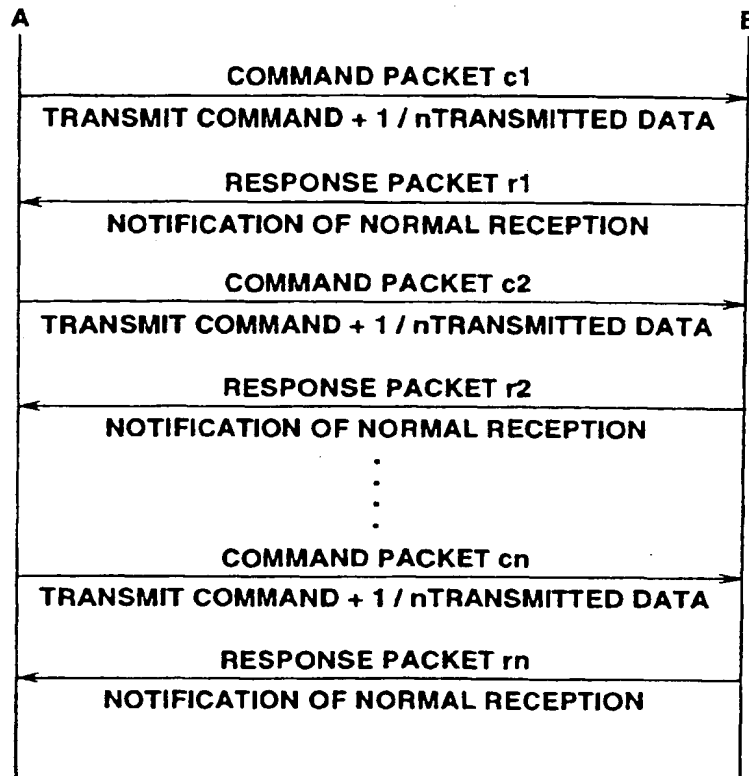 A
COMMAND PACKET c1
TRANSMIT COMMAND + 1 / nTRANSMITTED DATA
RESPONSE PACKET r1
NOTIFICATION OF NORMAL RECEPTION
COMMAND PACKET c2
TRANSMIT COMMAND + 1 / nTRANSMITTED DATA
RESPONSE PACKET r2
NOTIFICATION OF NORMAL RECEPTION
COMMAND PACKET cn
TRANSMIT COMMAND + 1 / nTRANSMITTED DATA
RESPONSE PACKET rn
NOTIFICATION OF NORMAL RECEPTION